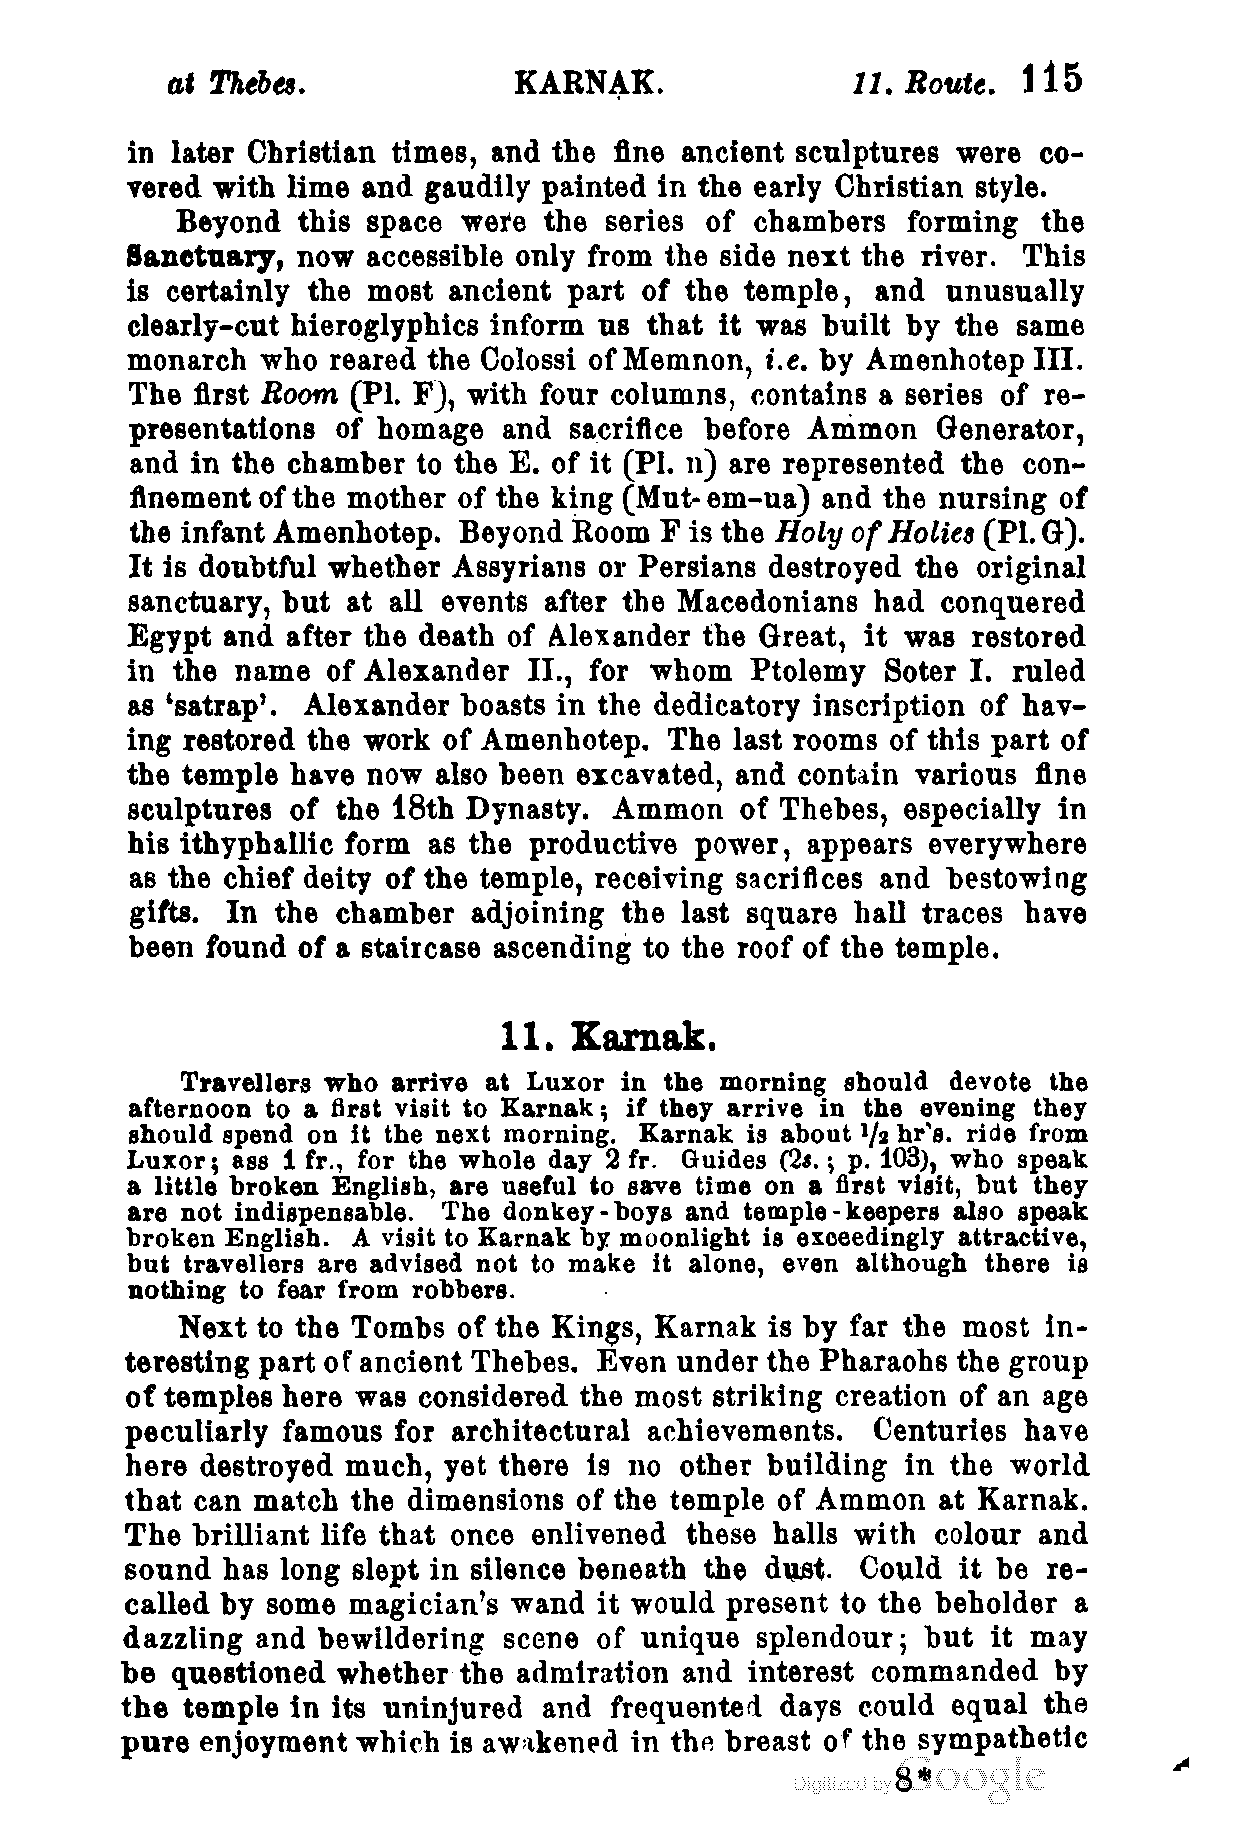 at Thebes. KARNAK. 11. Route. 115
in later Christian times, and the fine ancient sculptures were co-
vered with lime and gaudily painted in the early Christian style.
Beyond this space were the series of chambers forming the
Sanctuary, now accessible only from the side next the river. This
is certainly the most ancient part of the temple, and unusually
clearly-cut hieroglyphics inform us that it was built by the same
monarch who reared the Colossi of Memnon, i.e. by Amenhotep III.
The first Room (Pl. F), with four columns, contains a series of re-
presentations of homage and sacrifice before Ammon Generator,
and in the chamber to the E. of it (Pl. n) are represented the con-
finement of the mother of the king (Mut-em-ua) and the nursing of
the infant Amenhotep. Beyond Room F is the Holy of Holies (Pl. G).
It is doubtful whether Assyrians or Persians destroyed the original
sanctuary, but at all events after the Macedonians had conquered
Egypt and after the death of Alexander the Great, it was restored
in the name of Alexander II., for whom Ptolemy Soter I. ruled
as 'satrap'. Alexander boasts in the dedicatory inscription of hav-
ing restored the work of Amenhotep. The last rooms of this part of
the temple have now also been excavated, and contain various fine
sculptures of the 18th Dynasty. Ammon of Thebes, especially in
his ithyphallic form as the productive power, appears everywhere
as the chief deity of the temple, receiving sacrifices and bestowing
gifts. In the chamber adjoining the last square hall traces have
been found of a staircase ascending to the roof of the temple.
11. Karnak.
Travellers who arrive at Luxor in the morning should devote the
afternoon to a first visit to Karnak; if they arrive in the evening they
should spend on it the next morning. Karnak is about 1/2 hr's. ride from
Luxor; ass 1 fr., for the whole day 2 fr. Guides (2s.; p. 103), who speak
a little broken English, are useful to save time on a first visit, but they
are not indispensable. The donkey-boys and temple-keepers also speak
broken English. A visit to Karnak by moonlight is exceedingly attractive,
but travellers are advised not to make it alone, even although there is
nothing to fear from robbers.
Next to the Tombs of the Kings, Karnak is by far the most in-
teresting part of ancient Thebes. Even under the Pharaohs the group
of temples here was considered the most striking creation of an age
peculiarly famous for architectural achievements. Centuries have
here destroyed much, yet there is no other building in the world
that can match the dimensions of the temple of Ammon at Karnak.
The brilliant life that once enlivened these halls with colour and
sound has long slept in silence beneath the dust. Could it be re-
called by some magician's wand it would present to the beholder a
dazzling and bewildering scene of unique splendour; but it may
be questioned whether the admiration and interest commanded by
the temple in its uninjured and frequented days could equal the
pure enjoyment which is awakened in the breast of the sympathetic
8*
Digitized by Google